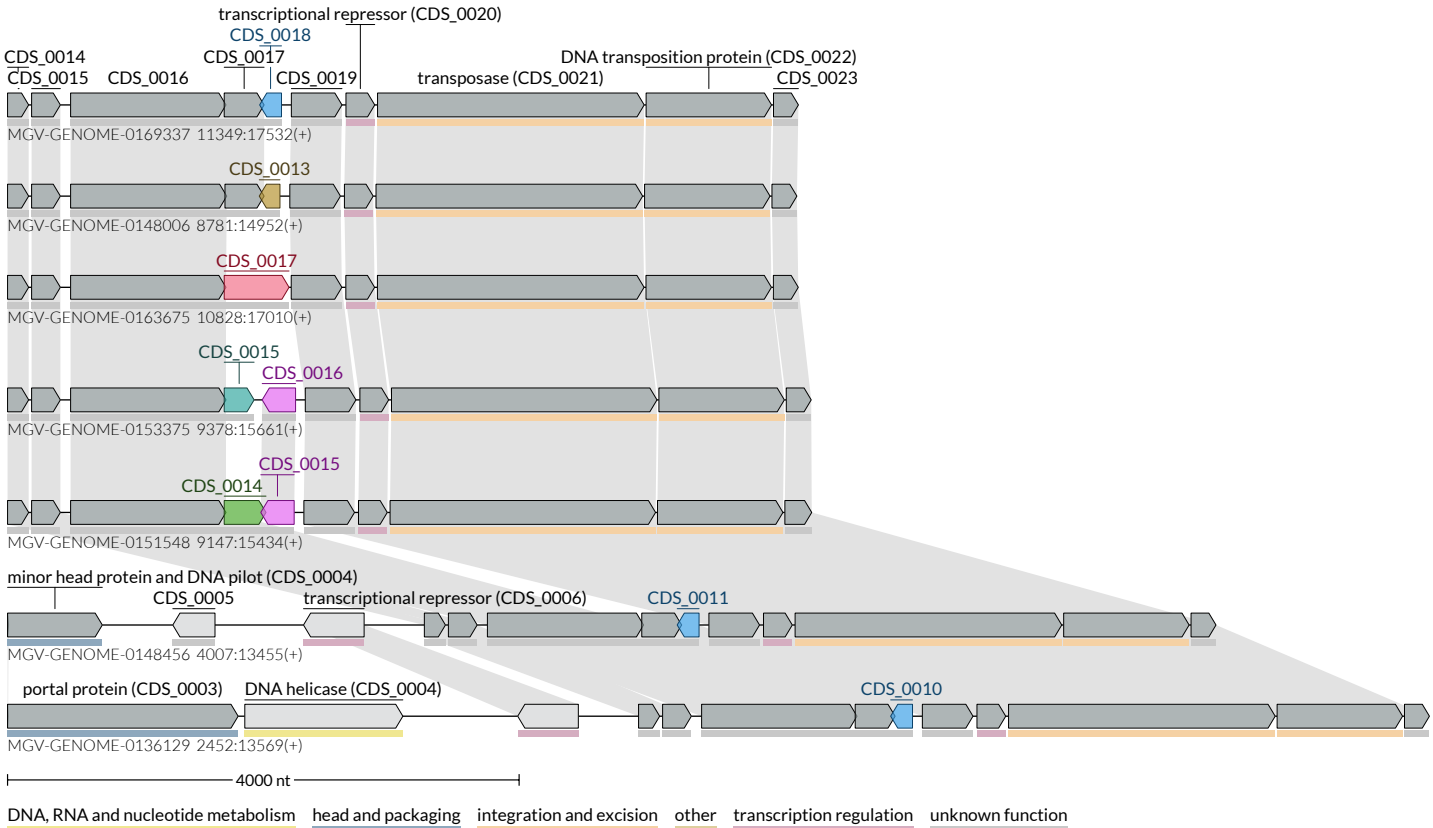 transcriptional repressor (CDS_0020)
CDS_0018
CDS_0014 CDS_0017 DNA transposition protein (CDS_0022)
CDS_0015 CDS_0016 CDS_0019 transposase (CDS_0021) CDS_0023
MGV-GENOME-0169337 11349:17532(+)
CDS_0013
MGV-GENOME-0148006 8781:14952(+)
CDS_0017
MGV-GENOME-0163675 10828:17010(+)
CDS_0015
CDS_0016
MGV-GENOME-0153375 9378:15661(+)
CDS_0015
CDS_0014
MGV-GENOME-0151548 9147:15434(+)
minor head protein and DNA pilot (CDS_0004)
CDS_0005 transcriptional repressor (CDS_0006) CDS_0011
MGV-GENOME-0148456 4007:13455(+)
portal protein (CDS_0003) DNA helicase (CDS_0004) CDS_0010
MGV-GENOME-0136129 2452:13569(+)
4000 nt
DNA, RNA and nucleotide metabolism head and packaging integration and excision other transcription regulation unknown function